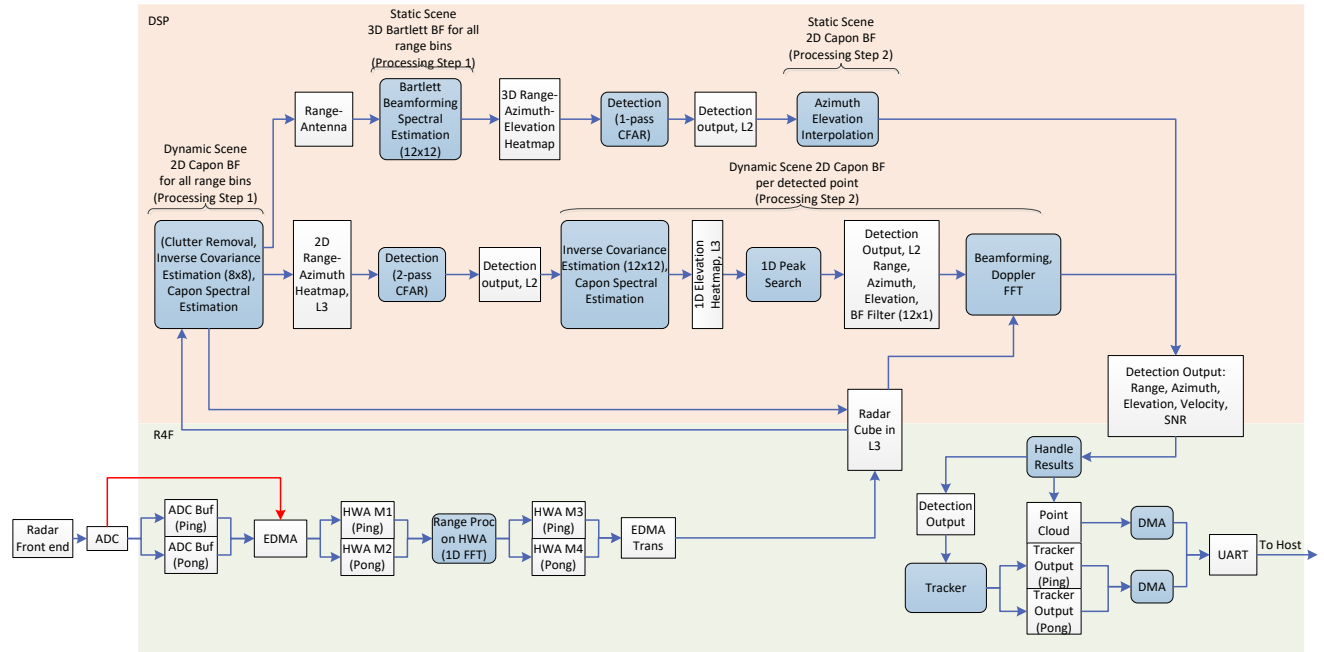 DSP
Static Scene
3D Bartlett BF for all
range bins
(Processing Step 1)
Static Scene
2D Capon BF
(Processing Step 2)
Range-
Antenna
Bartlett
Beamforming
Spectral
Estimation
(12x12)
3D Range-
Azimuth-
Elevation
Heatmap
Detection
(1-pass
CFAR)
Detection
output, L2
Azimuth
Elevation
Interpolation
Dynamic Scene
2D Capon BF
for all range bins
(Processing Step 1)
Dynamic Scene 2D Capon BF
per detected point
(Processing Step 2)
(Clutter Removal,
Inverse Covariance
Estimation (8x8),
Capon Spectral
Estimation
2D
Range-
Azimuth
Heatmap,
L3
Detection
(2-pass
CFAR)
Detection
output, L2
Inverse Covariance
Estimation (12x12),
Capon Spectral
Estimation
1D Elevation
Heatmap, L3
1D Peak
Search
Detection
Output, L2
Range,
Azimuth,
Elevation,
BF Filter (12x1)
Beamforming,
Doppler
FFT
Radar
Cube in
L3
Detection Output:
Range, Azimuth,
Elevation, Velocity,
SNR
R4F
Radar
Front end
ADC
ADC Buf
(Ping)
ADC Buf
(Pong)
EDMA
HWA M1
(Ping)
HWA M2
(Pong)
Range Proc
on HWA
(1D FFT)
HWA M3
(Ping)
HWA M4
(Pong)
EDMA
Trans
Handle
Results
Detection
Output
Tracker
Point
Cloud
Tracker
Output
(Ping)
Tracker
Output
(Pong)
DMA
DMA
UART
To Host